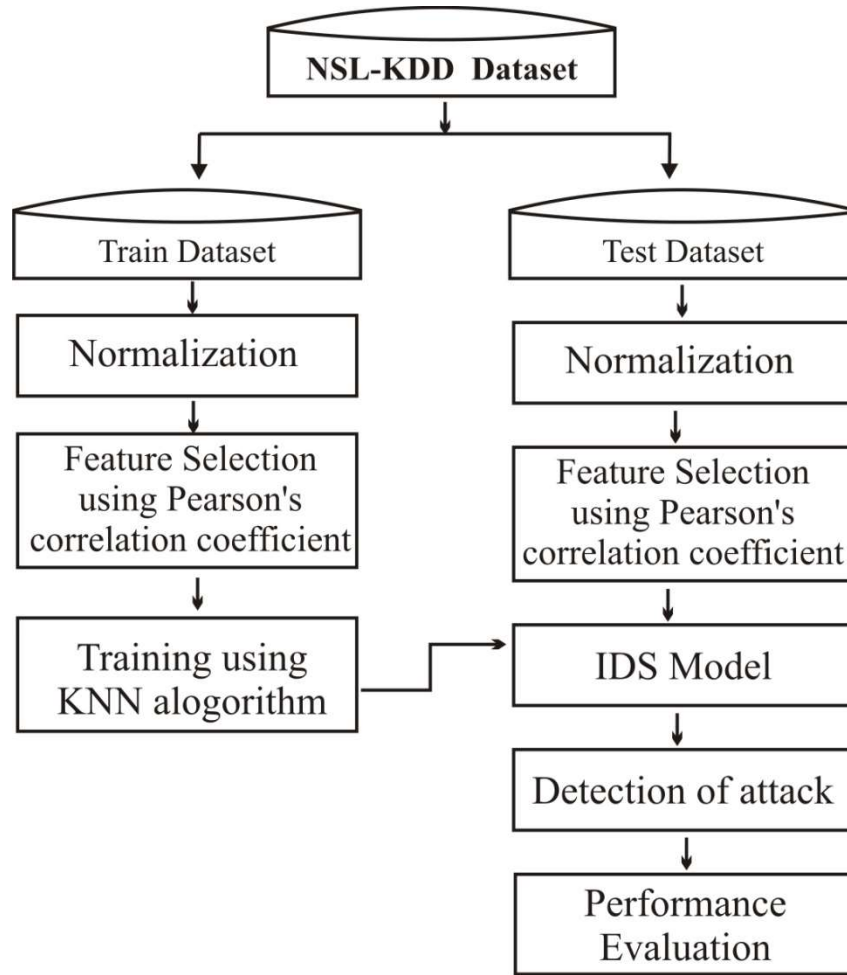 NSL-KDD Dataset
Train Dataset
Normalization
Feature Selection
using Pearson's
correlation coefficient
Training using
KNN alogorithm
Test Dataset
Normalization
Feature Selection
using Pearson's
correlation coefficient
IDS Model
Detection of attack
Performance
Evaluation